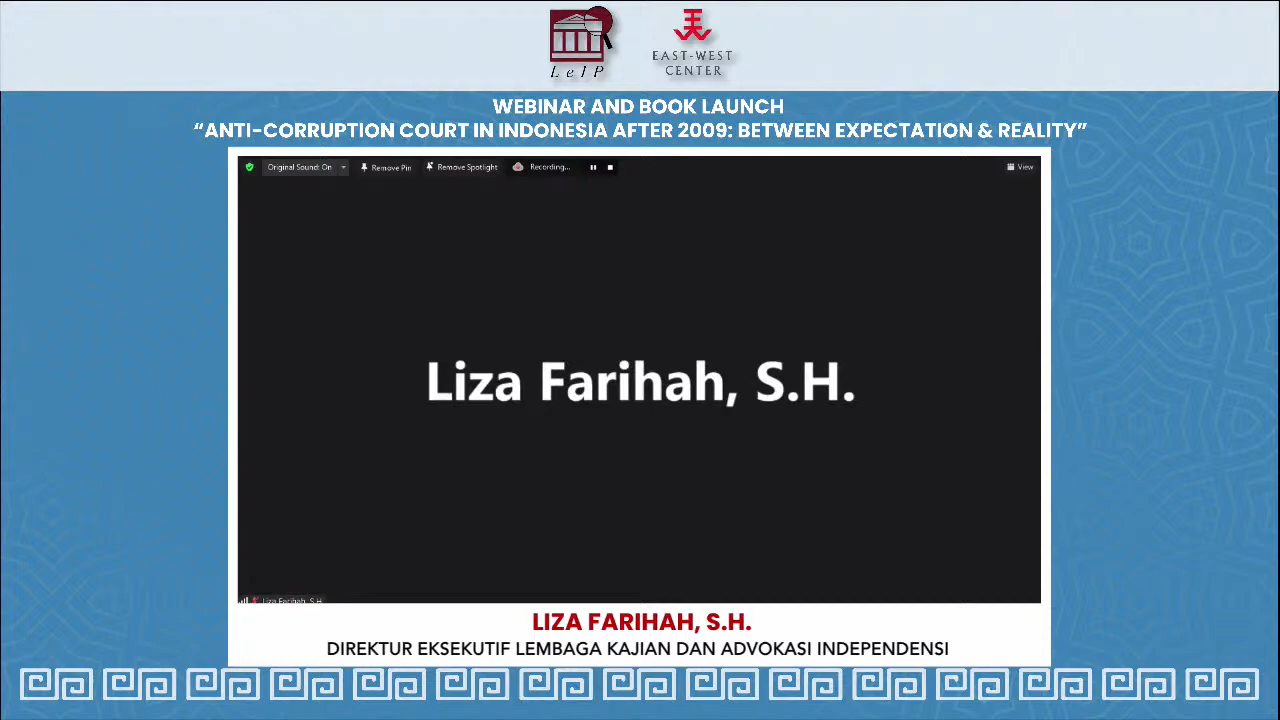 LeIP
EAST-WEST
CENTER
WEBINAR AND BOOK LAUNCH
“ANTI-CORRUPTION COURT IN INDONESIA AFTER 2009: BETWEEN EXPECTATION & REALITY”
Original Sound: On Remove Pin Remove Spotlight Recording... View
Liza Farihah, S.H.
Liza Farihah, S.H.
LIZA FARIHAH, S.H.
DIREKTUR EKSEKUTIF LEMBAGA KAJIAN DAN ADVOKASI INDEPENDENSI